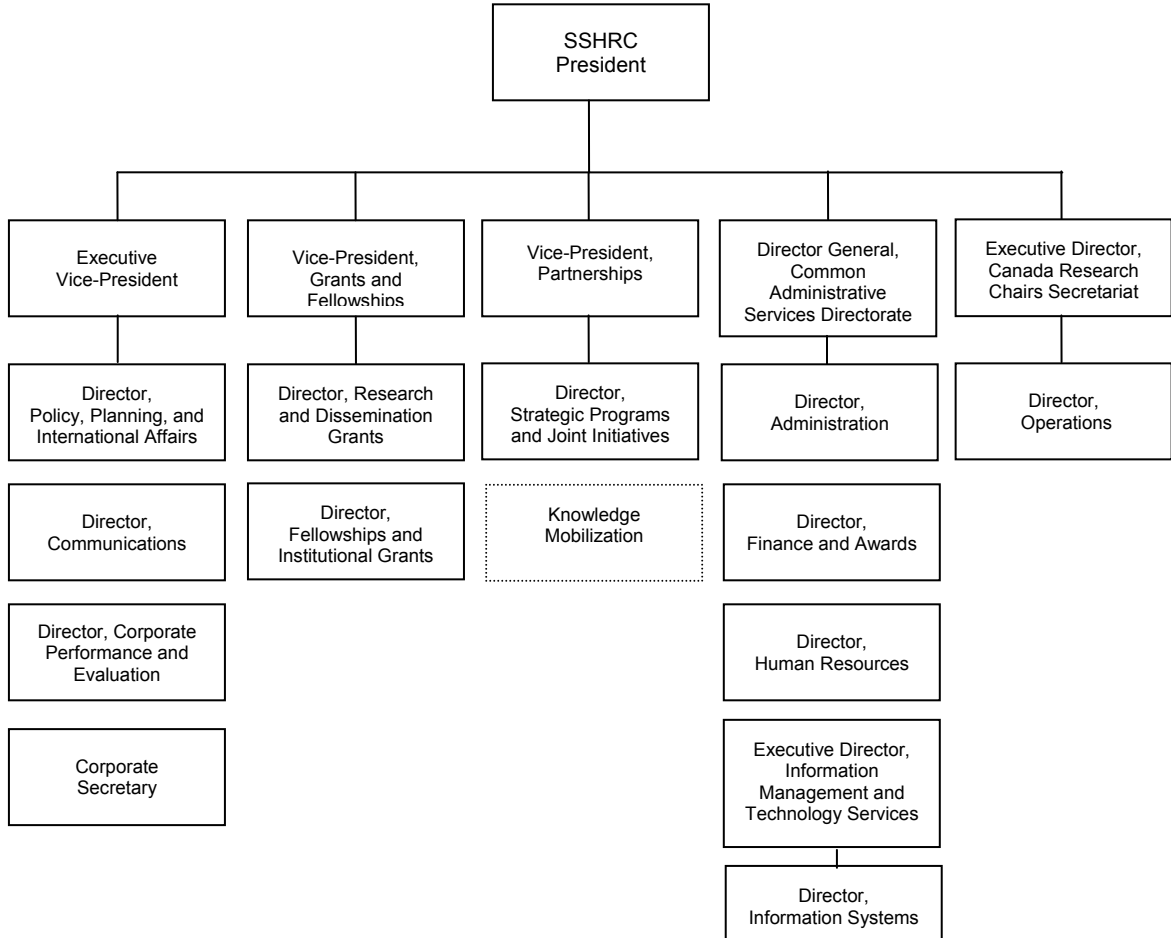 SSHRC
President
Executive
Vice-President
Vice-President,
Grants and
Fellowships
Vice-President,
Partnerships
Director General,
Common
Administrative
Services Directorate
Executive Director,
Canada Research
Chairs Secretariat
Director,
Policy, Planning, and
International Affairs
Director, Research
and Dissemination
Grants
Director,
Strategic Programs
and Joint Initiatives
Director,
Administration
Director,
Operations
Director,
Communications
Director,
Fellowships and
Institutional Grants
Knowledge
Mobilization
Director,
Finance and Awards
Director, Corporate
Performance and
Evaluation
Director,
Human Resources
Corporate
Secretary
Executive Director,
Information
Management and
Technology Services
Director,
Information Systems